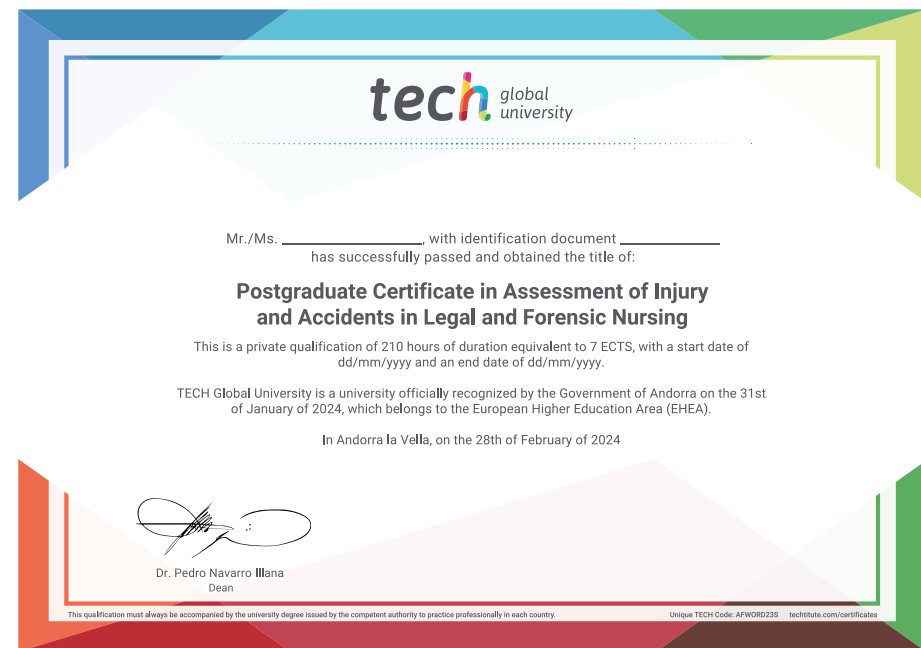 tech global university
Mr./Ms. ____________, with identification document ____________
has successfully passed and obtained the title of:
Postgraduate Certificate in Assessment of Injury
and Accidents in Legal and Forensic Nursing
This is a private qualification of 210 hours of duration equivalent to 7 ECTS, with a start date of
dd/mm/yyyy and an end date of dd/mm/yyyy.
TECH Global University is a university officially recognized by the Government of Andorra on the 31st
of January of 2024, which belongs to the European Higher Education Area (EHEA).
In Andorra la Vella, on the 28th of February of 2024
Dr. Pedro Navarro Illana
Dean
This qualification must always be accompanied by the university degree issued by the competent authority to practice professionally in each country.
Unique TECH Code: AFWORD23S techtitute.com/certificates